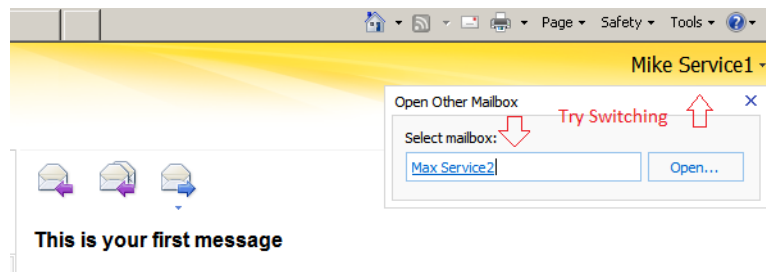 Page Safety Tools
Mike Service1
Open Other Mailbox
Try Switching
Select mailbox:
Max Service2 Open...
This is your first message